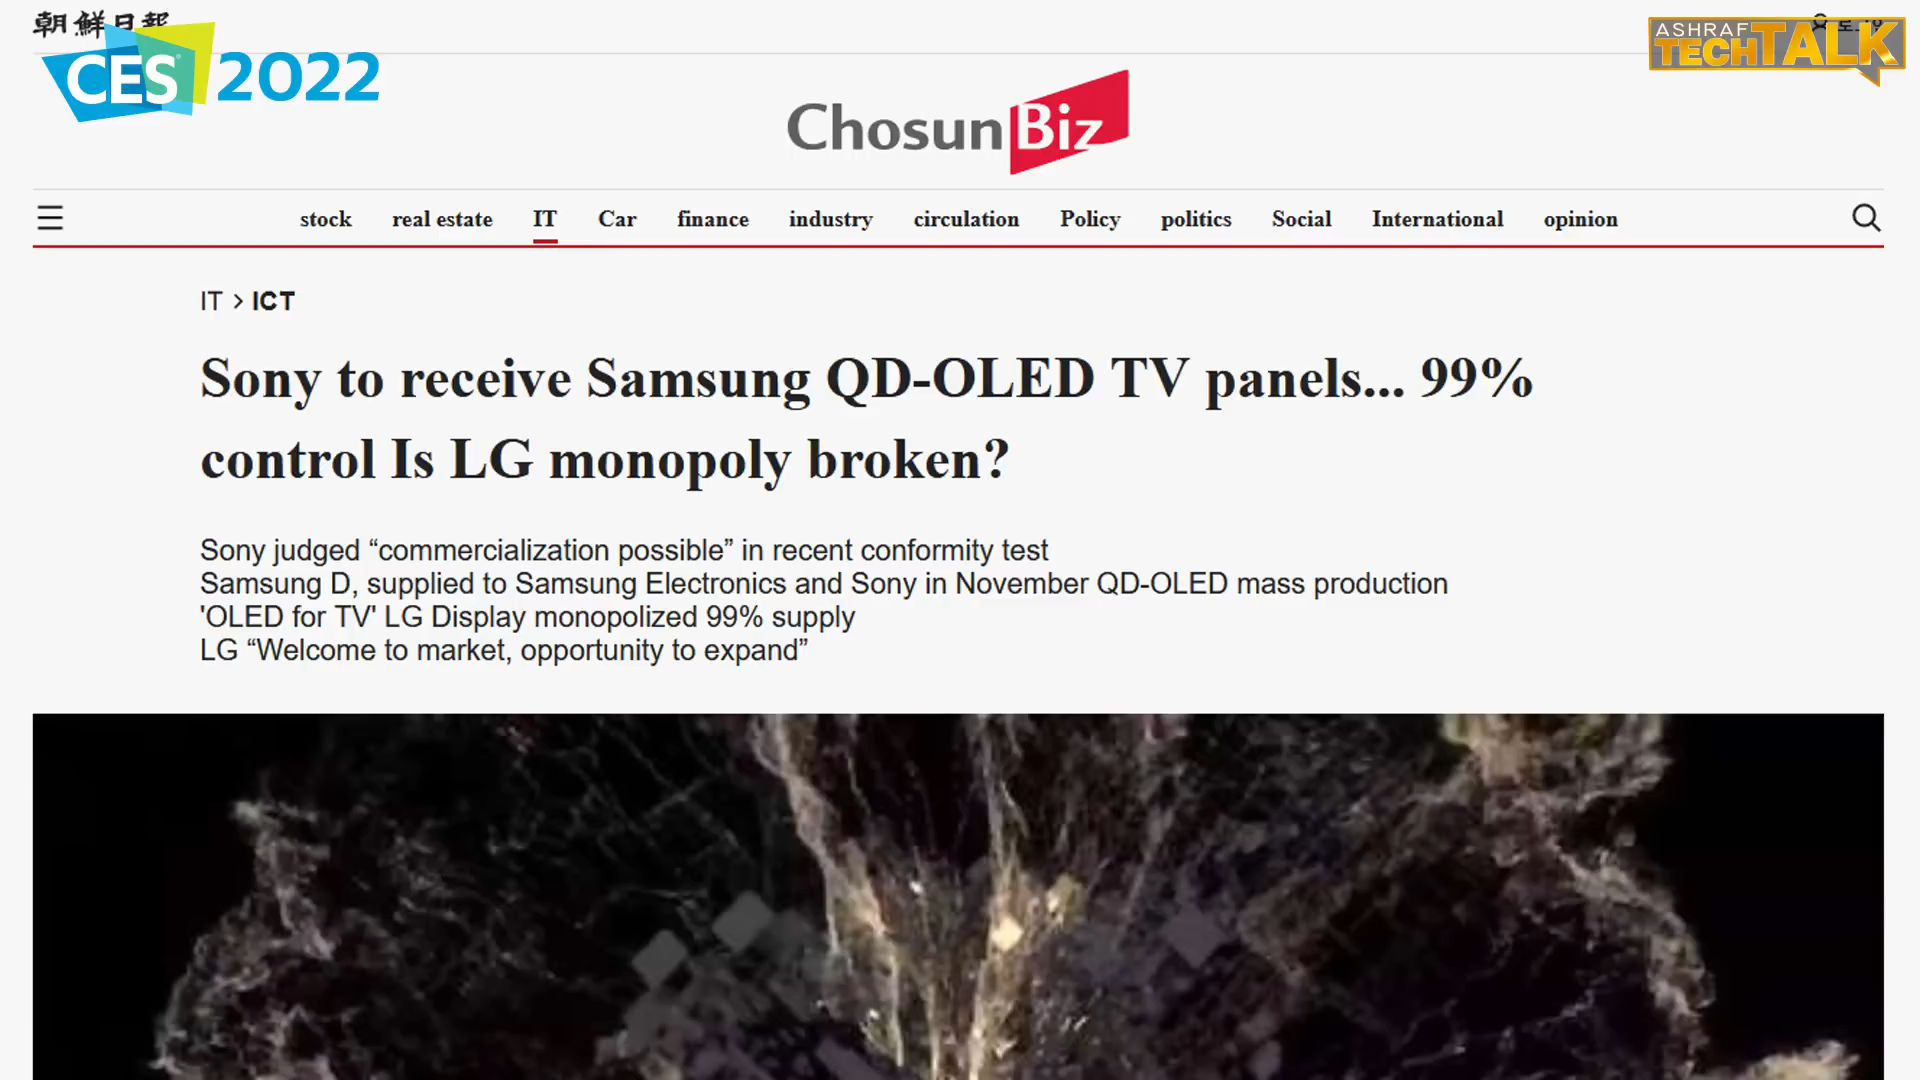 朝鮮日報
CES 2022
ASHRAF
TECHTALK
ChosunBiz
stock real estate IT Car finance industry circulation Policy politics Social International opinion
IT > ICT
Sony to receive Samsung QD-OLED TV panels... 99%
control Is LG monopoly broken?
Sony judged “commercialization possible” in recent conformity test
Samsung D, supplied to Samsung Electronics and Sony in November QD-OLED mass production
'OLED for TV' LG Display monopolized 99% supply
LG “Welcome to market, opportunity to expand”